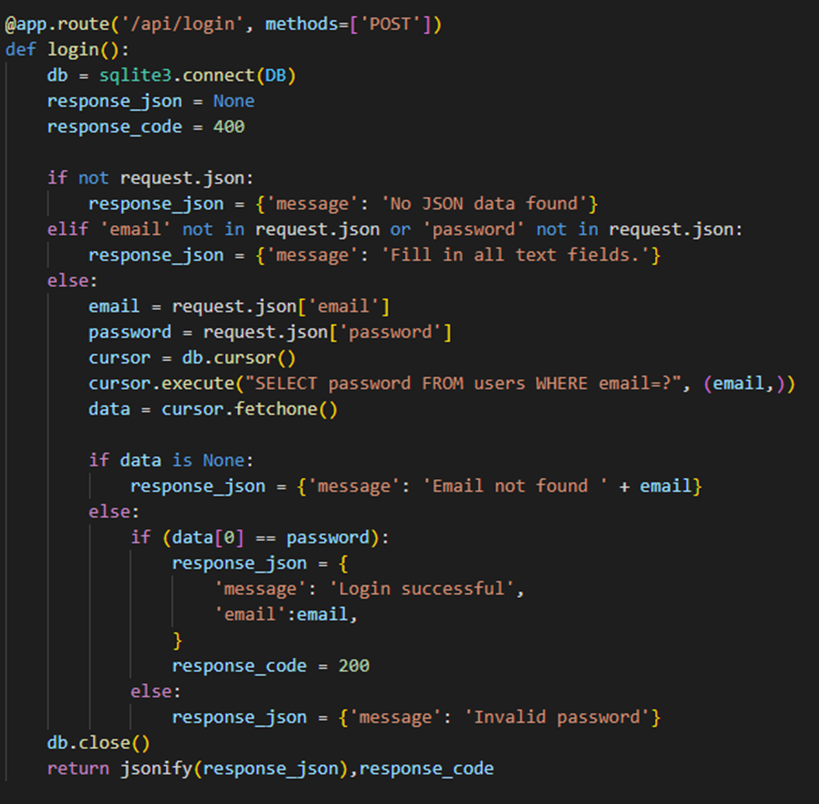 @app.route('/api/login', methods=['POST'])
def login():
    db = sqlite3.connect(DB)
    response_json = None
    response_code = 400

    if not request.json:
        response_json = {'message': 'No JSON data found'}
    elif 'email' not in request.json or 'password' not in request.json:
        response_json = {'message': 'Fill in all text fields.'}
    else:
        email = request.json['email']
        password = request.json['password']
        cursor = db.cursor()
        cursor.execute("SELECT password FROM users WHERE email=?", (email,))
        data = cursor.fetchone()

        if data is None:
            response_json = {'message': 'Email not found ' + email}
        else:
            if (data[0] == password):
                response_json = {
                    'message': 'Login successful',
                    'email':email,
                }
                response_code = 200
            else:
                response_json = {'message': 'Invalid password'}
    db.close()
    return jsonify(response_json),response_code